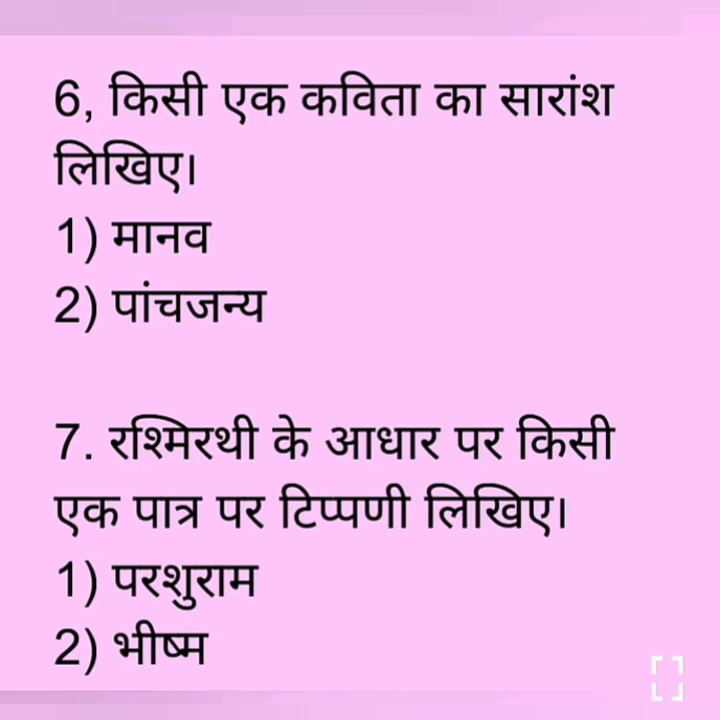 6, किसी एक कविता का सारांश
लिखिए।
1) मानव
2) पांचजन्य
7. रश्मिरथी के आधार पर किसी
एक पात्र पर टिप्पणी लिखिए।
1) परशुराम
2) भीष्म